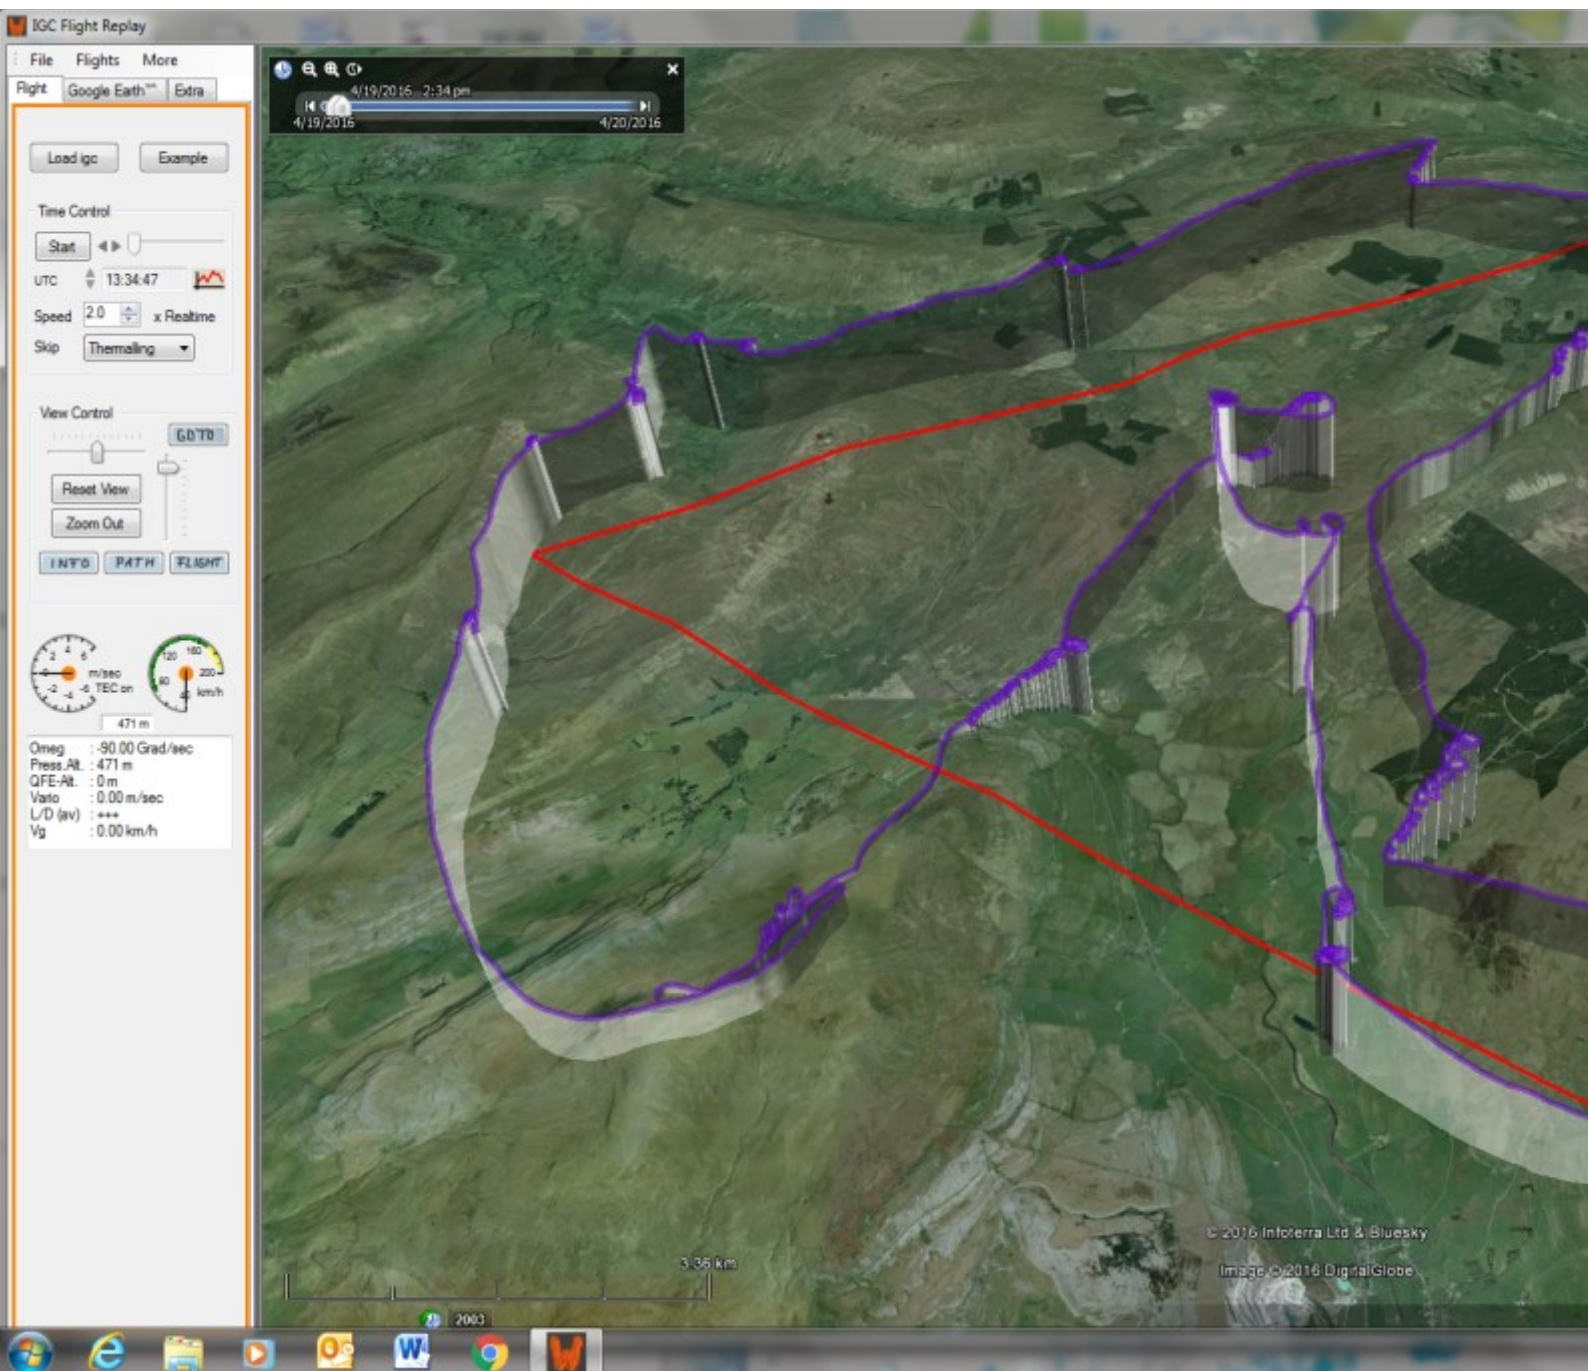 IGC Flight Replay
File Flights More
Flight Google Earth™ Extra
4/19/2016 2:34 pm
4/19/2016 4/20/2016
Load igc Example
Time Control
Start
UTC 13:34:47
Speed 2.0 x Realtime
Skip Thermalling
View Control
GOTO
Reset View
Zoom Out
INFO PATH FLIGHT
m/sec
TEC on
km/h
471 m
Omeg : -90.00 Grad/sec
Press.Alt. : 471 m
QFE-Alt. : 0 m
Vario : 0.00 m/sec
L/D (av) : +++
Vg : 0.00 km/h
© 2016 Infoterra Ltd & Bluesky
Image © 2016 DigitalGlobe
3.36 km
2003